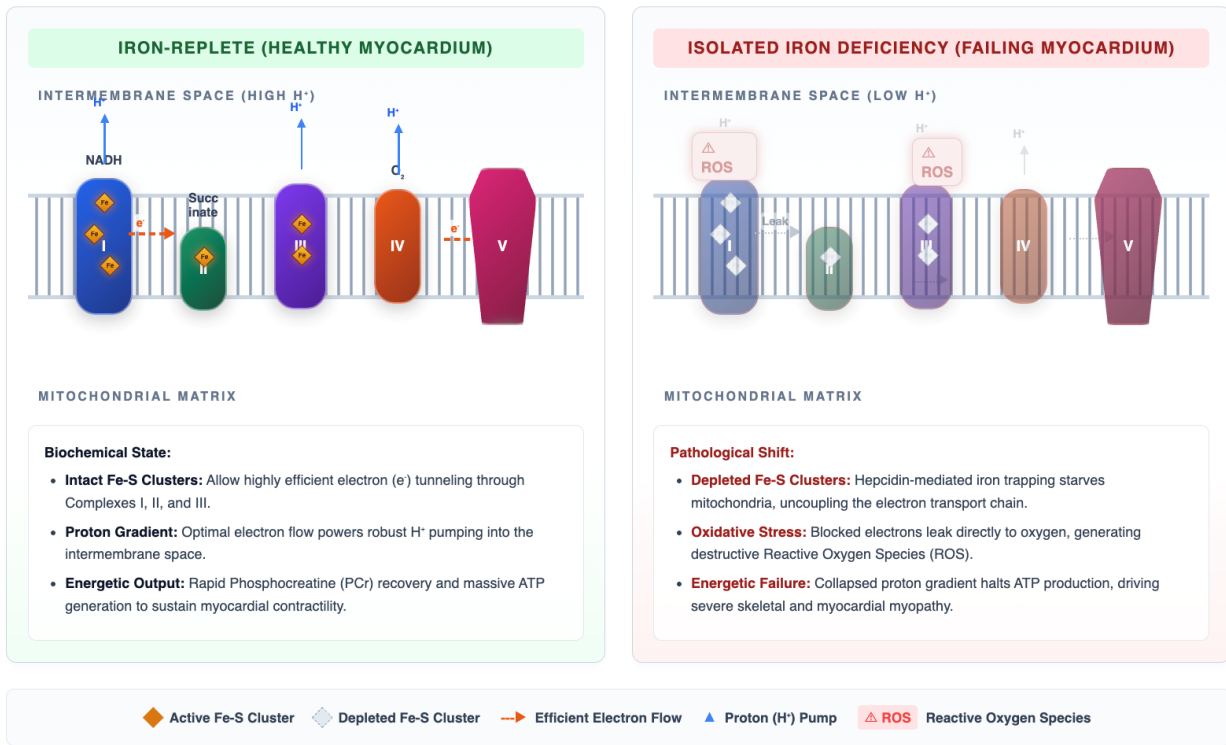 IRON-REPLETE (HEALTHY MYOCARDIUM)
INTERMEMBRANE SPACE (HIGH H⁺)
H⁺
H⁺
H⁺
NADH
O₂
Succ
inate
Fe
Fe
Fe
I
e⁻
Fe
II
Fe
III
Fe
IV
e⁻
V
MITOCHONDRIAL MATRIX
Biochemical State:
• Intact Fe-S Clusters: Allow highly efficient electron (e⁻) tunneling through
Complexes I, II, and III.
• Proton Gradient: Optimal electron flow powers robust H⁺ pumping into the
intermembrane space.
• Energetic Output: Rapid Phosphocreatine (PCr) recovery and massive ATP
generation to sustain myocardial contractility.
ISOLATED IRON DEFICIENCY (FAILING MYOCARDIUM)
INTERMEMBRANE SPACE (LOW H⁺)
H⁺
H⁺
H⁺
⚠
ROS
⚠
ROS
I
Leak
II
III
IV
V
MITOCHONDRIAL MATRIX
Pathological Shift:
• Depleted Fe-S Clusters: Hepcidin-mediated iron trapping starves
mitochondria, uncoupling the electron transport chain.
• Oxidative Stress: Blocked electrons leak directly to oxygen, generating
destructive Reactive Oxygen Species (ROS).
• Energetic Failure: Collapsed proton gradient halts ATP production, driving
severe skeletal and myocardial myopathy.
Active Fe-S Cluster Depleted Fe-S Cluster Efficient Electron Flow Proton (H⁺) Pump ⚠ ROS Reactive Oxygen Species